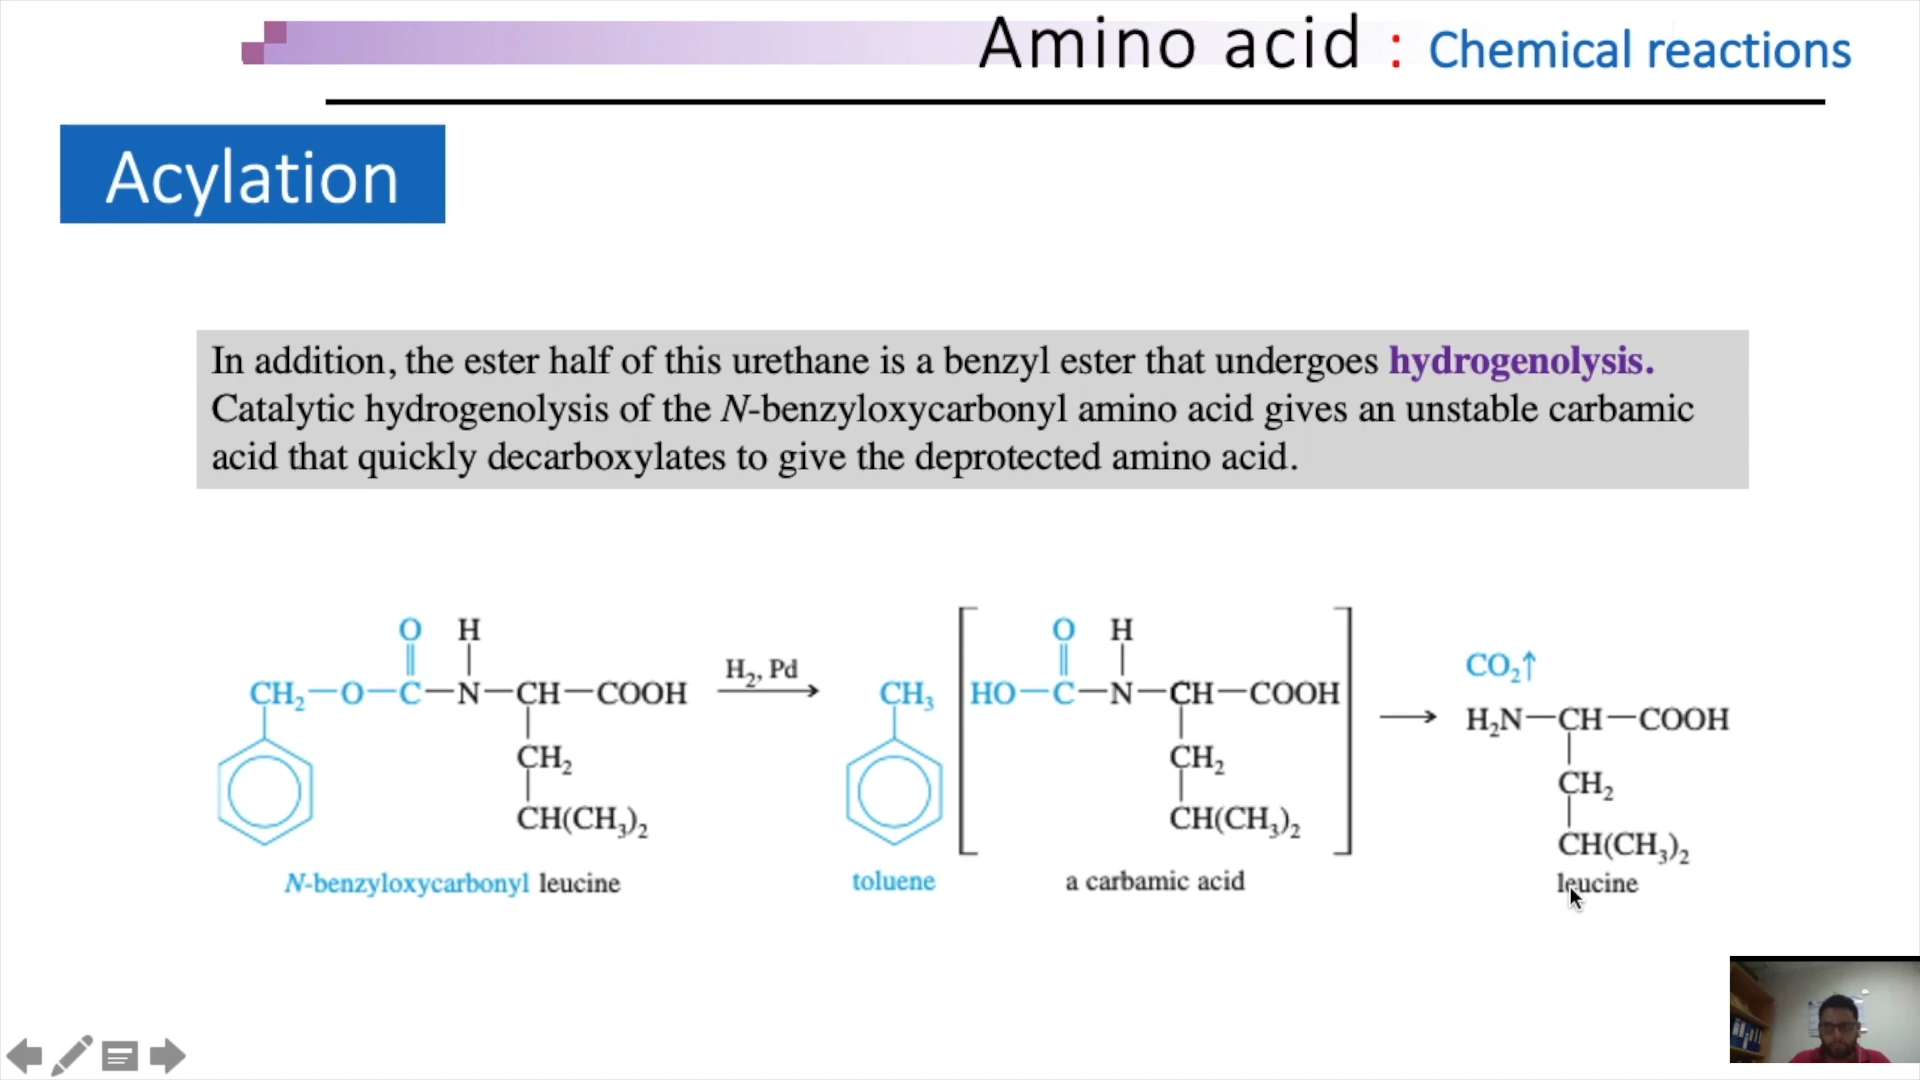 Amino acid : Chemical reactions
Acylation
In addition, the ester half of this urethane is a benzyl ester that undergoes hydrogenolysis.
Catalytic hydrogenolysis of the N-benzyloxycarbonyl amino acid gives an unstable carbamic
acid that quickly decarboxylates to give the deprotected amino acid.
O H
CH₂—O—C—N—CH—COOH
CH₂
CH(CH₃)₂
N-benzyloxycarbonyl leucine
H₂, Pd
CH₃
toluene
O H
HO—C—N—CH—COOH
CH₂
CH(CH₃)₂
a carbamic acid
CO₂↑
H₂N—CH—COOH
CH₂
CH(CH₃)₂
leucine